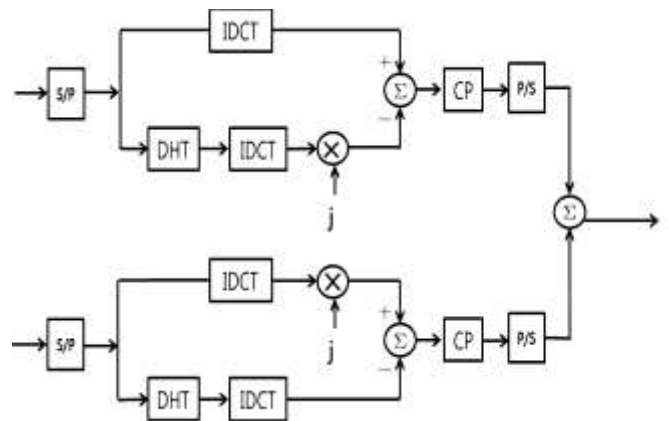 IDCT
S/P
+
Σ
CP
P/S
−
DHT
IDCT
×
j
Σ
IDCT
×
S/P
j
+
Σ
CP
P/S
−
DHT
IDCT